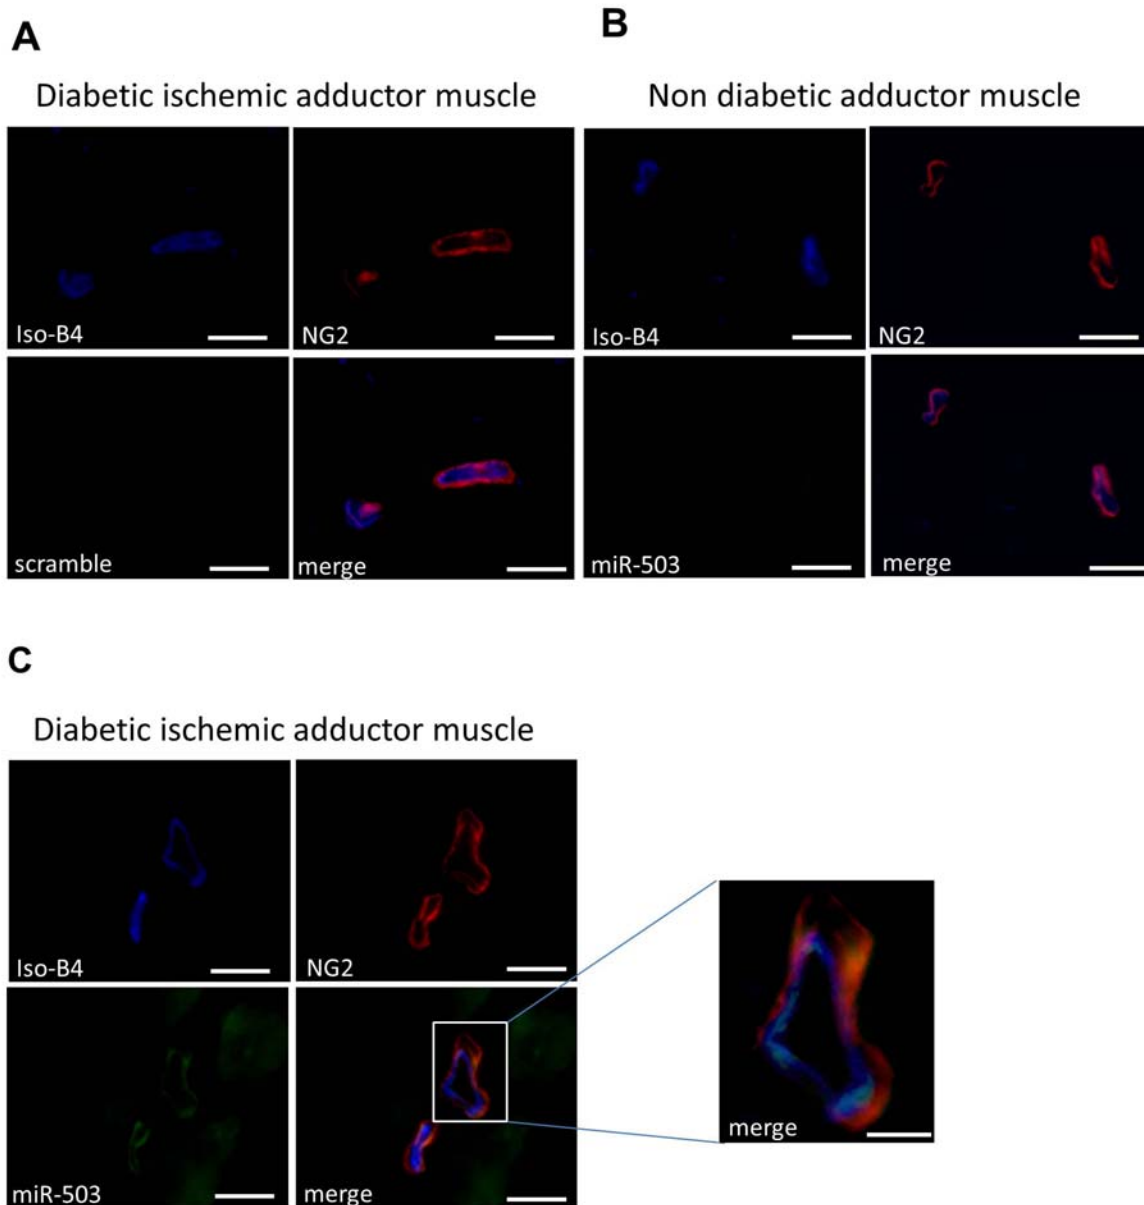 A
B
Diabetic ischemic adductor muscle
Non diabetic adductor muscle
Iso-B4
NG2
Iso-B4
NG2
scramble
merge
miR-503
merge
C
Diabetic ischemic adductor muscle
Iso-B4
NG2
miR-503
merge
merge